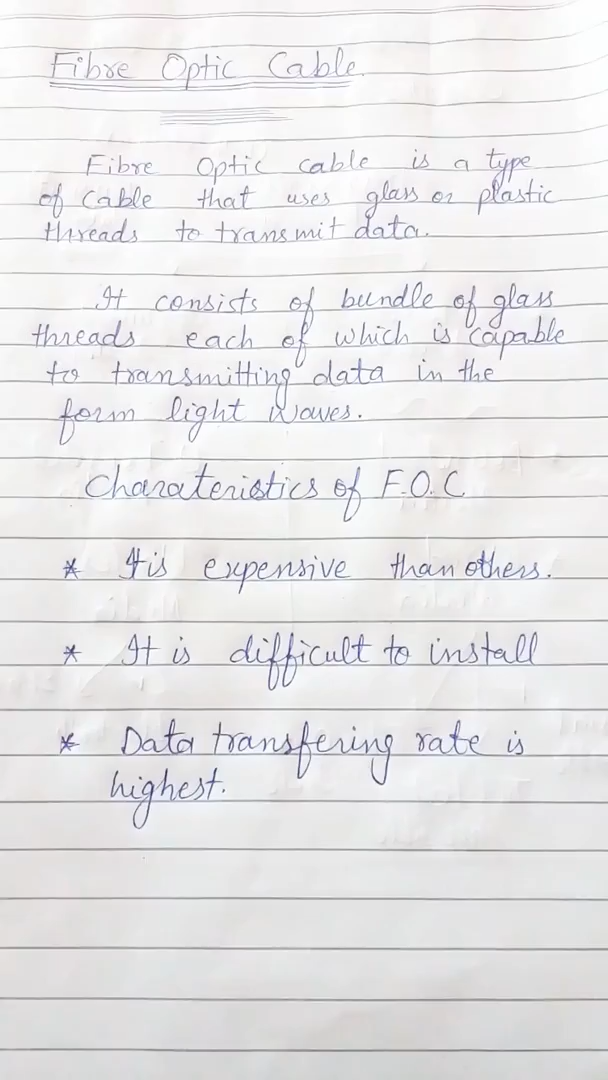 Fibre Optic Cable
Fibre Optic cable is a type
of Cable that uses glass or plastic
threads to transmit data.
It consists of bundle of glass
threads each of which is capable
to transmitting data in the
form light waves.
Charateristics of F.O.C
* It is expensive than others.
* It is difficult to install
* Data transfering rate is
highest.